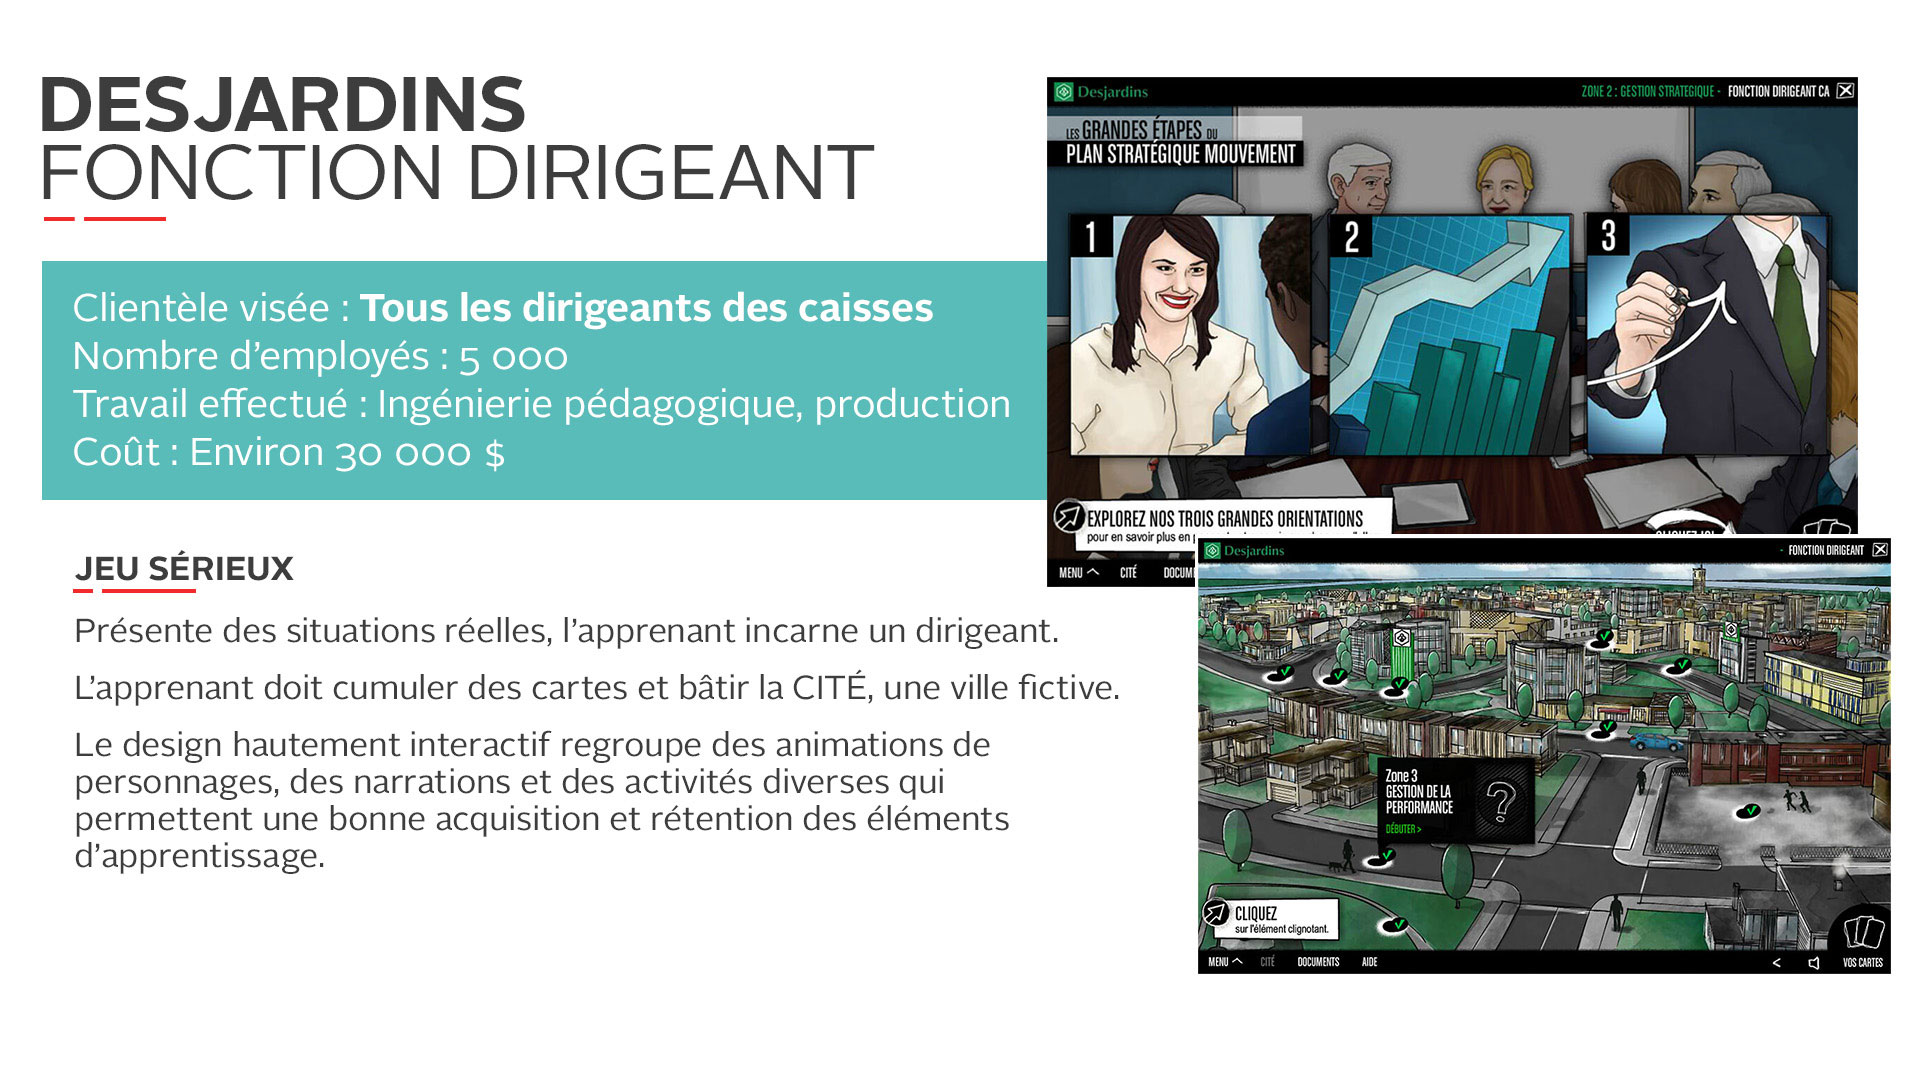 DESJARDINS
FONCTION DIRIGEANT
Clientèle visée : Tous les dirigeants des caisses
Nombre d’employés : 5 000
Travail effectué : Ingénierie pédagogique, production
Coût : Environ 30 000 $
JEU SÉRIEUX
Présente des situations réelles, l’apprenant incarne un dirigeant.
L’apprenant doit cumuler des cartes et bâtir la CITÉ, une ville fictive.
Le design hautement interactif regroupe des animations de
personnages, des narrations et des activités diverses qui
permettent une bonne acquisition et rétention des éléments
d’apprentissage.
Desjardins
ZONE 2 : GESTION STRATEGIQUE - FONCTION DIRIGEANT CA
LES GRANDES ÉTAPES DU
PLAN STRATÉGIQUE MOUVEMENT
1
2
3
EXPLOREZ NOS TROIS GRANDES ORIENTATIONS
pour en savoir plus en
MENU CITÉ
Desjardins
- FONCTION DIRIGEANT
Zone 3
GESTION DE LA
PERFORMANCE
DÉBUTER >
?
CLIQUEZ
sur l'élément clignotant.
MENU CITÉ DOCUMENTS AIDE
< VOS CARTES